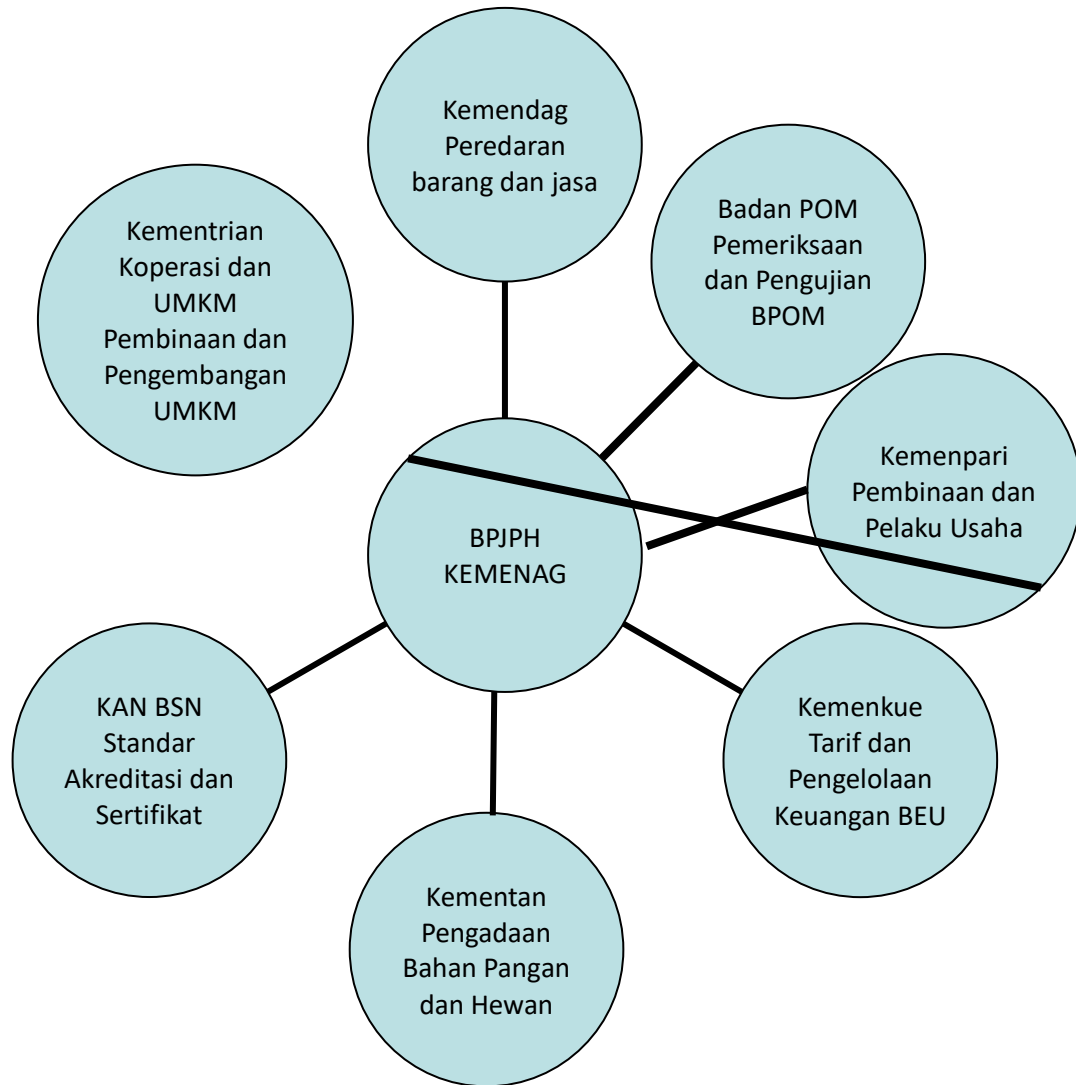 Kemendag
Peredaran
barang dan jasa
Badan POM
Pemeriksaan
dan Pengujian
BPOM
Kementrian
Koperasi dan
UMKM
Pembinaan dan
Pengembangan
UMKM
Kemenpari
Pembinaan dan
Pelaku Usaha
BPJPH
KEMENAG
KAN BSN
Standar
Akreditasi dan
Sertifikat
Kemenkue
Tarif dan
Pengelolaan
Keuangan BEU
Kementan
Pengadaan
Bahan Pangan
dan Hewan